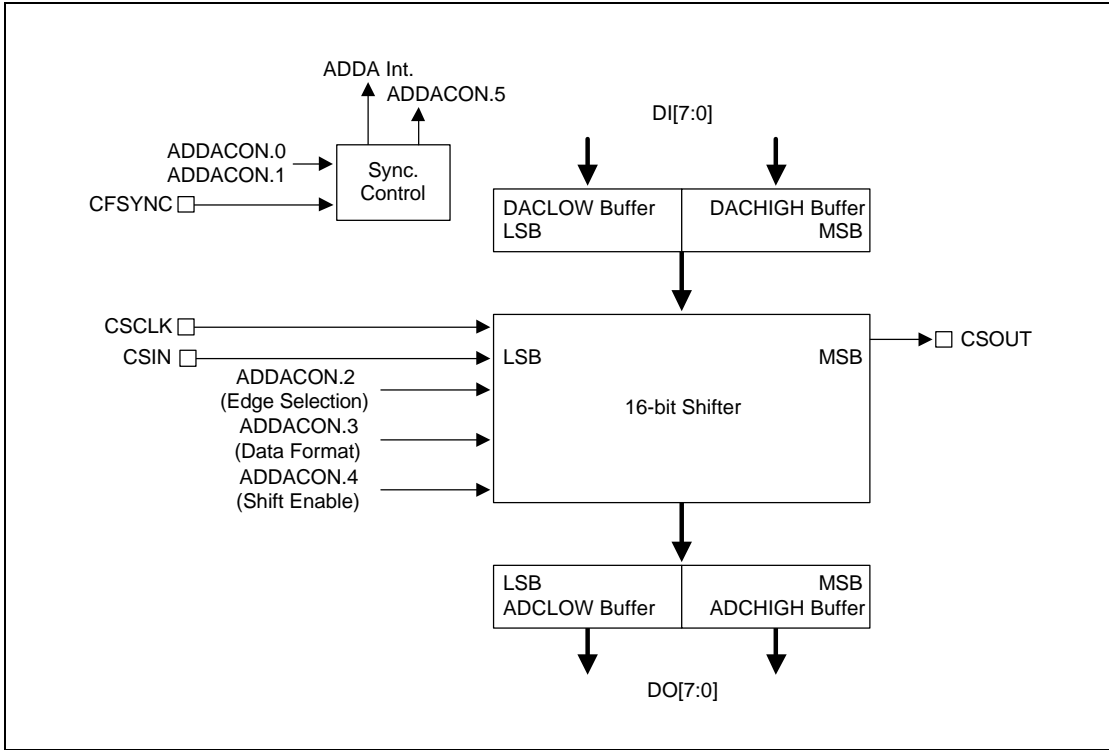 ADDA Int.
ADDACON.5
ADDACON.0
ADDACON.1
CFSYNC
Sync.
Control
DI[7:0]
DACLOW Buffer
LSB
DACHIGH Buffer
MSB
CSCLK
CSIN
ADDACON.2
(Edge Selection)
ADDACON.3
(Data Format)
ADDACON.4
(Shift Enable)
LSB
MSB
16-bit Shifter
CSOUT
LSB
ADCLOW Buffer
MSB
ADCHIGH Buffer
DO[7:0]